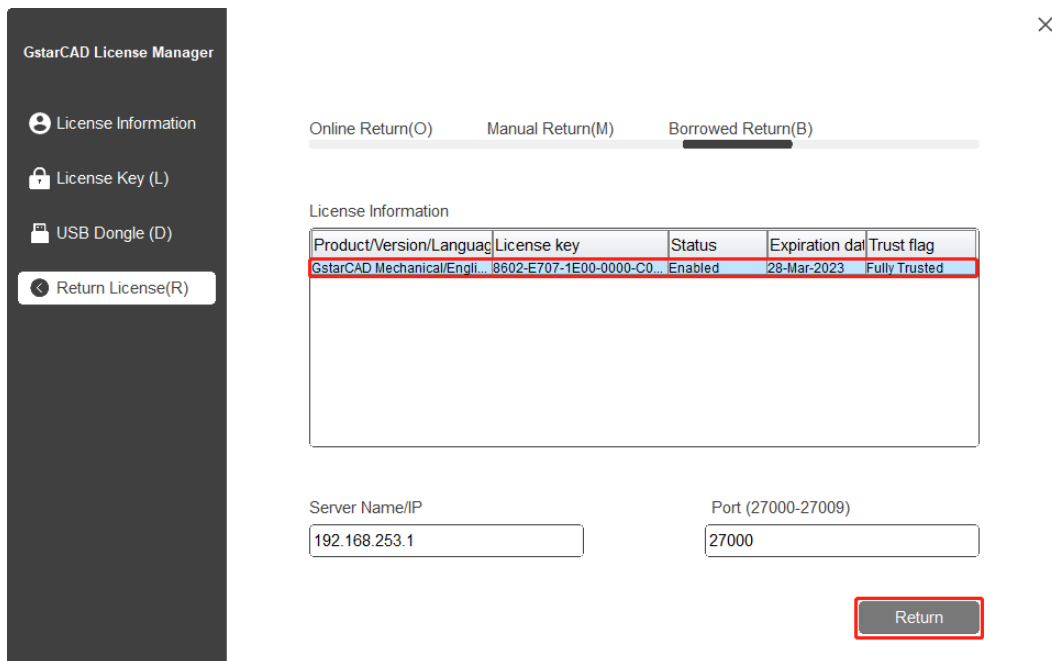 GstarCAD License Manager
License Information
License Key (L)
USB Dongle (D)
Return License(R)
Online Return(O) Manual Return(M) Borrowed Return(B)
License Information
Product/Version/Languag License key Status Expiration dat Trust flag
GstarCAD Mechanical/Engli... 8602-E707-1E00-0000-C0... Enabled 28-Mar-2023 Fully Trusted
Server Name/IP Port (27000-27009)
192.168.253.1 27000
Return